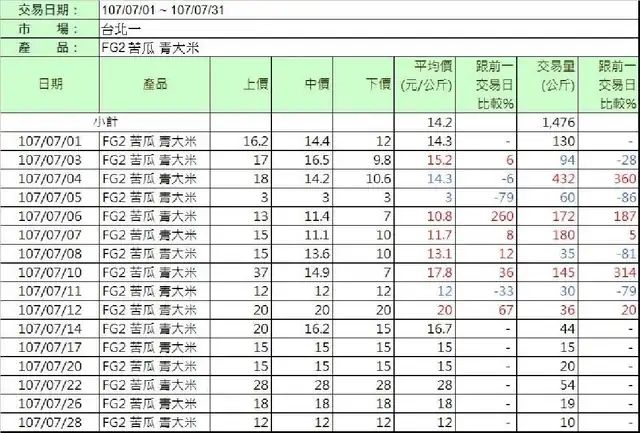 交易日期： 107/07/01 ~ 107/07/31
市 場： 台北一
產 品： FG2 苦瓜 青大米
日期 產品 上價 中價 下價 平均價(元/公斤) 跟前一交易日比較% 交易量(公斤) 跟前一交易日比較%
小計 14.2 1,476
107/07/01 FG2 苦瓜 青大米 16.2 14.4 12 14.3 - 130 -
107/07/03 FG2 苦瓜 青大米 17 16.5 9.8 15.2 6 94 -28
107/07/04 FG2 苦瓜 青大米 18 14.2 10.6 14.3 -6 432 360
107/07/05 FG2 苦瓜 青大米 3 3 3 3 -79 60 -86
107/07/06 FG2 苦瓜 青大米 13 11.4 7 10.8 260 172 187
107/07/07 FG2 苦瓜 青大米 15 11.1 10 11.7 8 180 5
107/07/08 FG2 苦瓜 青大米 15 13.6 10 13.1 12 35 -81
107/07/10 FG2 苦瓜 青大米 37 14.9 7 17.8 36 145 314
107/07/11 FG2 苦瓜 青大米 12 12 12 12 -33 30 -79
107/07/12 FG2 苦瓜 青大米 20 20 20 20 67 36 20
107/07/14 FG2 苦瓜 青大米 20 16.2 15 16.7 - 44 -
107/07/17 FG2 苦瓜 青大米 15 15 15 15 - 15 -
107/07/20 FG2 苦瓜 青大米 15 15 15 15 - 20 -
107/07/22 FG2 苦瓜 青大米 28 28 28 28 - 54 -
107/07/26 FG2 苦瓜 青大米 18 18 18 18 - 19 -
107/07/28 FG2 苦瓜 青大米 12 12 12 12 - 10 -